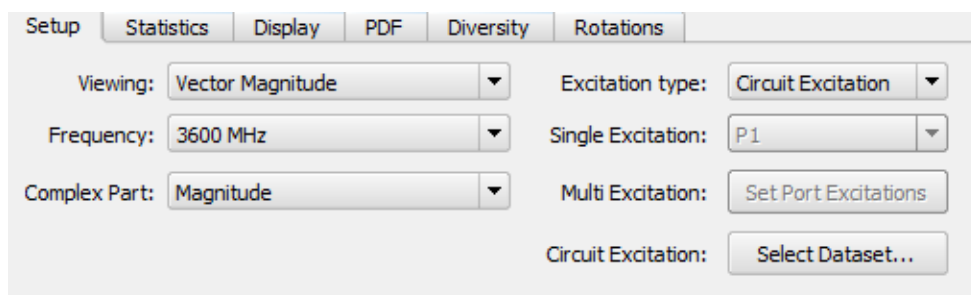 Setup Statistics Display PDF Diversity Rotations
Viewing: Vector Magnitude Excitation type: Circuit Excitation
Frequency: 3600 MHz Single Excitation: P1
Complex Part: Magnitude Multi Excitation: Set Port Excitations
Circuit Excitation: Select Dataset...